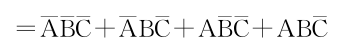 = A̅B̅C̅ + A̅BC̅ + AB̅C̅ + ABC̅